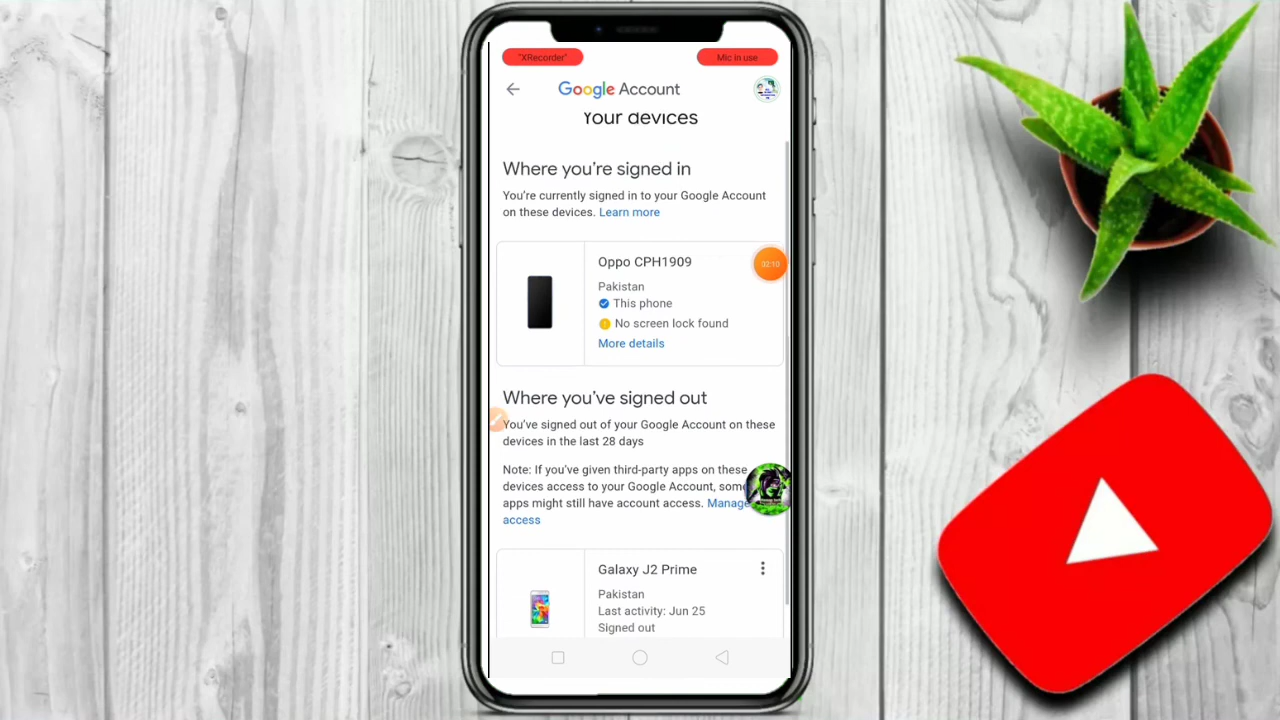 "XRecorder"
Mic in use
Google Account
Your devices
Where you're signed in
You're currently signed in to your Google Account
on these devices. Learn more
Oppo CPH1909
02:10
Pakistan
This phone
No screen lock found
More details
Where you've signed out
You've signed out of your Google Account on these
devices in the last 28 days
Note: If you've given third-party apps on these
devices access to your Google Account, som
apps might still have account access. Manage
access
Galaxy J2 Prime
Pakistan
Last activity: Jun 25
Signed out